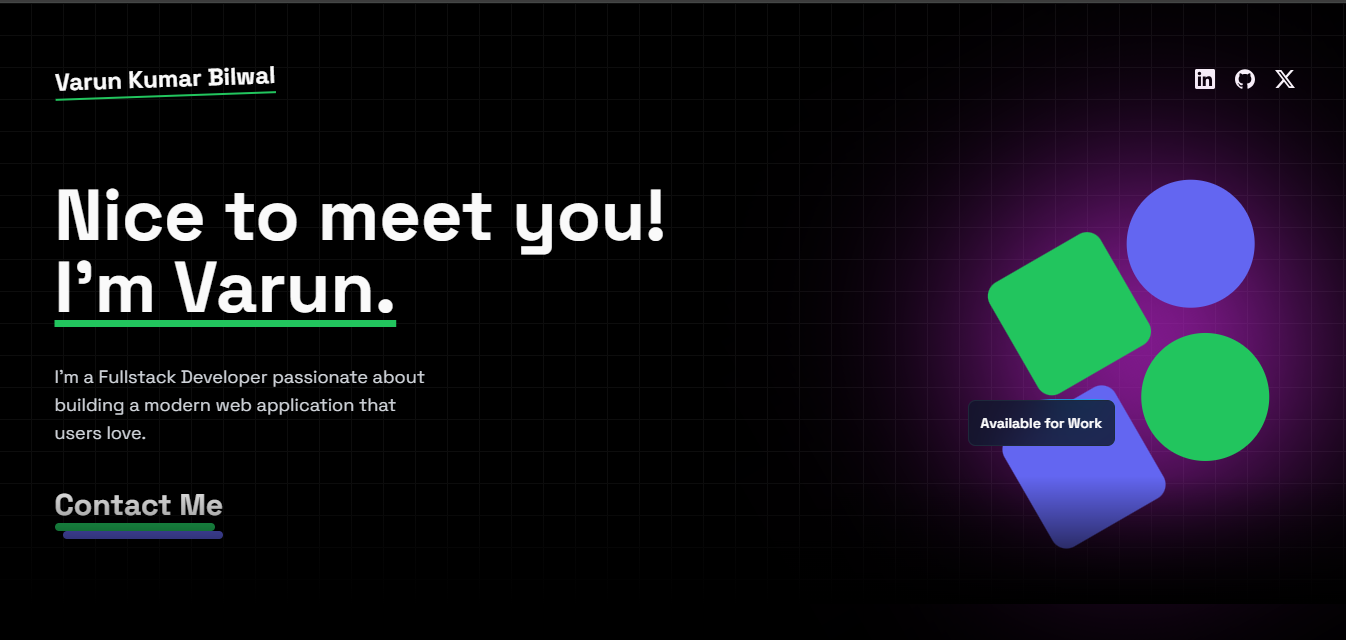 Varun Kumar Bilwal
Nice to meet you!
I’m Varun.
I’m a Fullstack Developer passionate about
building a modern web application that
users love.
Available for Work
Contact Me